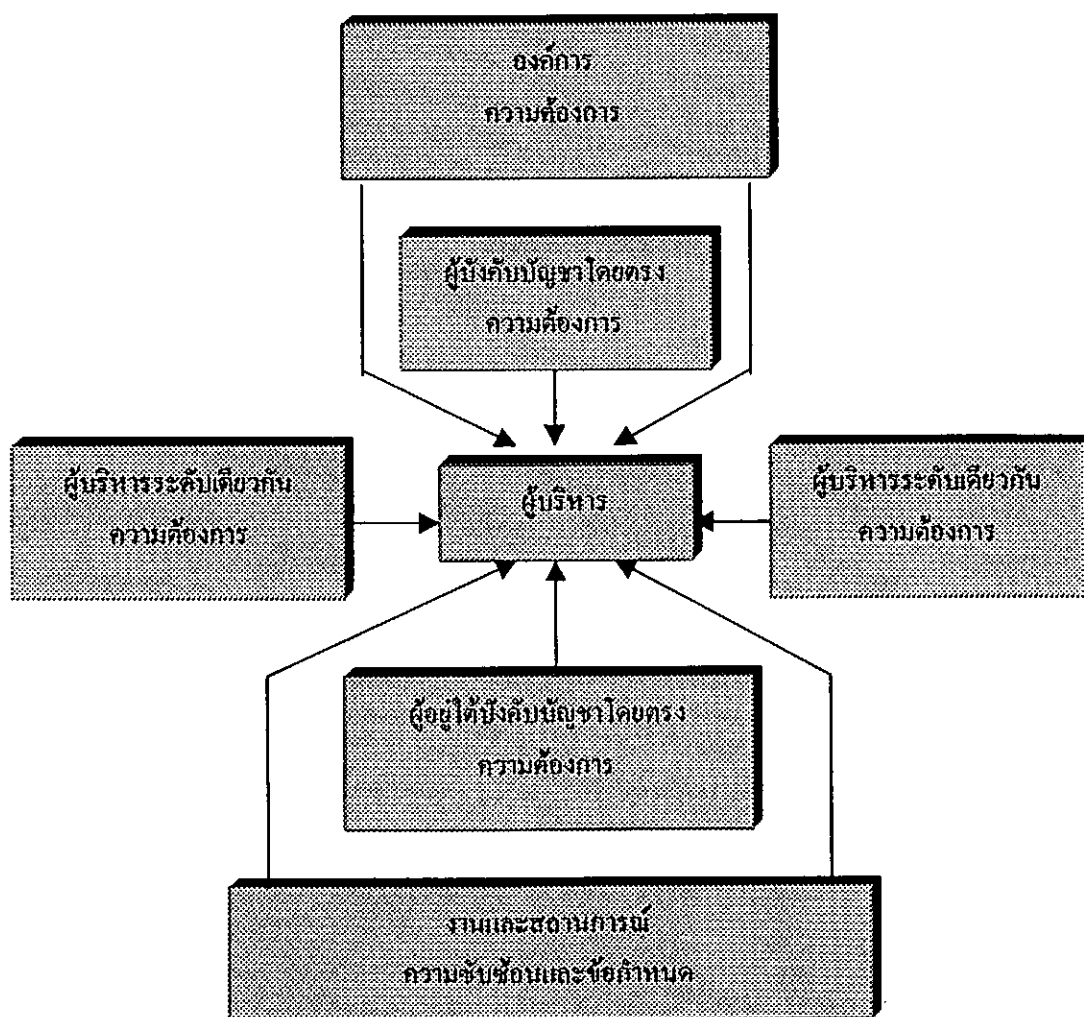 องค์การ
ความต้องการ
ผู้บังคับบัญชาโดยตรง
ความต้องการ
ผู้บริหารระดับเดียวกัน
ความต้องการ
ผู้บริหาร
ผู้บริหารระดับเดียวกัน
ความต้องการ
ผู้อยู่ใต้บังคับบัญชาโดยตรง
ความต้องการ
งานและสถานการณ์
ความซับซ้อนและข้อกำหนด